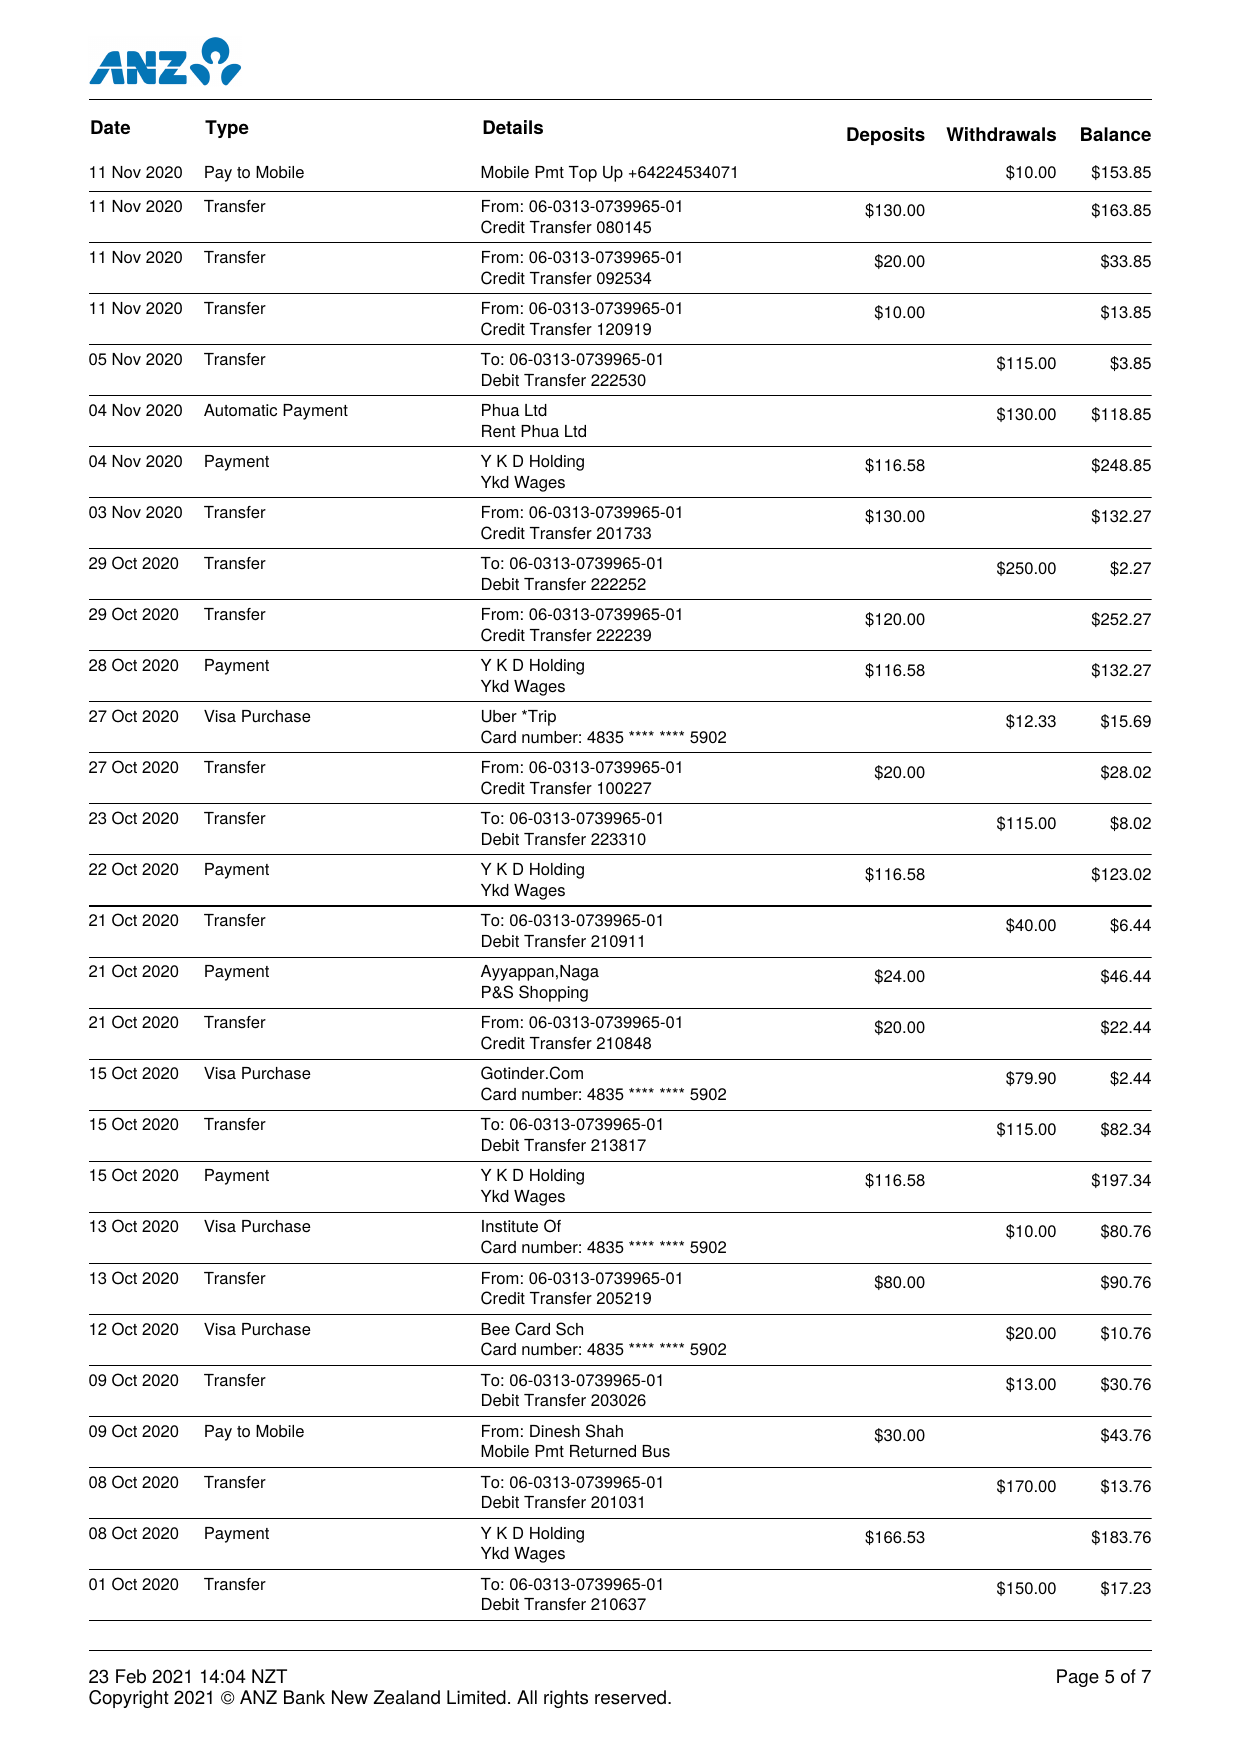 ANZ
Date Type Details Deposits Withdrawals Balance
11 Nov 2020 Pay to Mobile Mobile Pmt Top Up +64224534071 $10.00 $153.85
11 Nov 2020 Transfer From: 06-0313-0739965-01 $130.00 $163.85
Credit Transfer 080145
11 Nov 2020 Transfer From: 06-0313-0739965-01 $20.00 $33.85
Credit Transfer 092534
11 Nov 2020 Transfer From: 06-0313-0739965-01 $10.00 $13.85
Credit Transfer 120919
05 Nov 2020 Transfer To: 06-0313-0739965-01 $115.00 $3.85
Debit Transfer 222530
04 Nov 2020 Automatic Payment Phua Ltd $130.00 $118.85
Rent Phua Ltd
04 Nov 2020 Payment Y K D Holding $116.58 $248.85
Ykd Wages
03 Nov 2020 Transfer From: 06-0313-0739965-01 $130.00 $132.27
Credit Transfer 201733
29 Oct 2020 Transfer To: 06-0313-0739965-01 $250.00 $2.27
Debit Transfer 222252
29 Oct 2020 Transfer From: 06-0313-0739965-01 $120.00 $252.27
Credit Transfer 222239
28 Oct 2020 Payment Y K D Holding $116.58 $132.27
Ykd Wages
27 Oct 2020 Visa Purchase Uber *Trip $12.33 $15.69
Card number: 4835 **** **** 5902
27 Oct 2020 Transfer From: 06-0313-0739965-01 $20.00 $28.02
Credit Transfer 100227
23 Oct 2020 Transfer To: 06-0313-0739965-01 $115.00 $8.02
Debit Transfer 223310
22 Oct 2020 Payment Y K D Holding $116.58 $123.02
Ykd Wages
21 Oct 2020 Transfer To: 06-0313-0739965-01 $40.00 $6.44
Debit Transfer 210911
21 Oct 2020 Payment Ayyappan,Naga $24.00 $46.44
P&S Shopping
21 Oct 2020 Transfer From: 06-0313-0739965-01 $20.00 $22.44
Credit Transfer 210848
15 Oct 2020 Visa Purchase Gotinder.Com $79.90 $2.44
Card number: 4835 **** **** 5902
15 Oct 2020 Transfer To: 06-0313-0739965-01 $115.00 $82.34
Debit Transfer 213817
15 Oct 2020 Payment Y K D Holding $116.58 $197.34
Ykd Wages
13 Oct 2020 Visa Purchase Institute Of $10.00 $80.76
Card number: 4835 **** **** 5902
13 Oct 2020 Transfer From: 06-0313-0739965-01 $80.00 $90.76
Credit Transfer 205219
12 Oct 2020 Visa Purchase Bee Card Sch $20.00 $10.76
Card number: 4835 **** **** 5902
09 Oct 2020 Transfer To: 06-0313-0739965-01 $13.00 $30.76
Debit Transfer 203026
09 Oct 2020 Pay to Mobile From: Dinesh Shah $30.00 $43.76
Mobile Pmt Returned Bus
08 Oct 2020 Transfer To: 06-0313-0739965-01 $170.00 $13.76
Debit Transfer 201031
08 Oct 2020 Payment Y K D Holding $166.53 $183.76
Ykd Wages
01 Oct 2020 Transfer To: 06-0313-0739965-01 $150.00 $17.23
Debit Transfer 210637
23 Feb 2021 14:04 NZT Page 5 of 7
Copyright 2021 © ANZ Bank New Zealand Limited. All rights reserved.